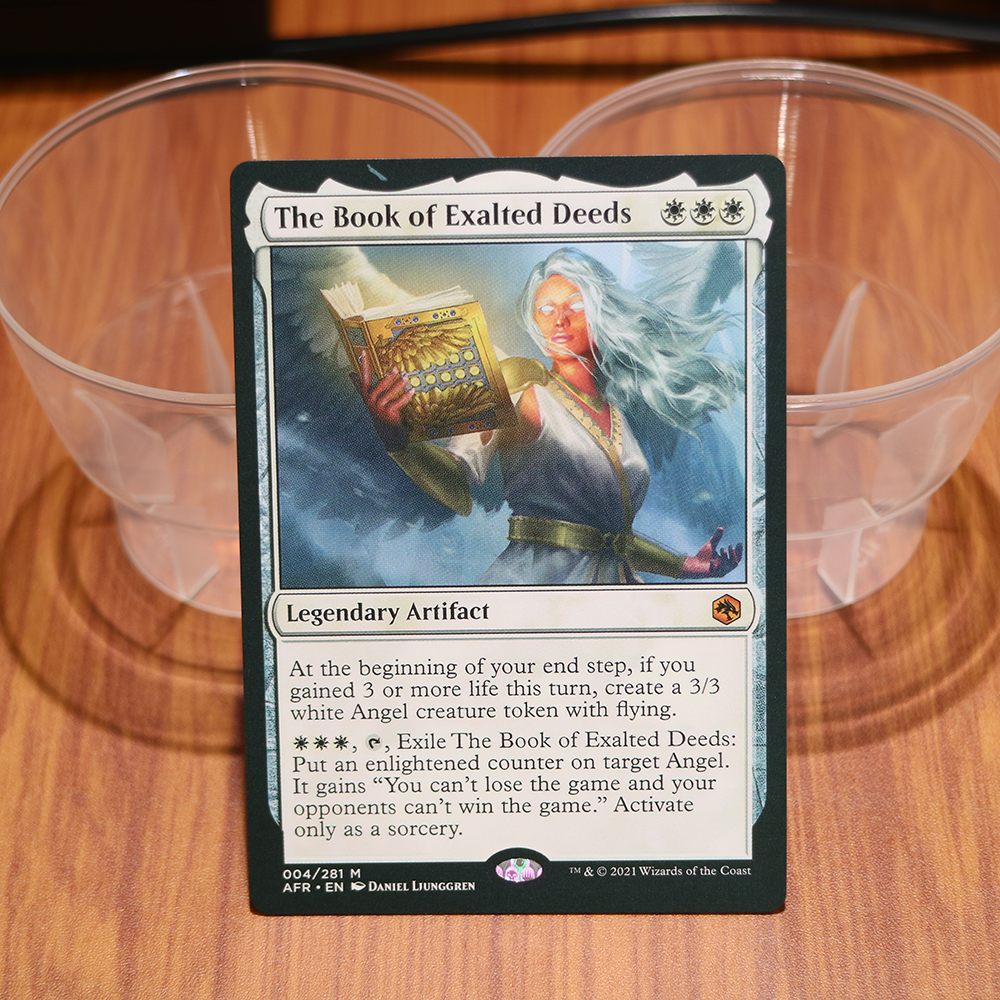 The Book of Exalted Deeds
Legendary Artifact
At the beginning of your end step, if you
gained 3 or more life this turn, create a 3/3
white Angel creature token with flying.
, , Exile The Book of Exalted Deeds:
Put an enlightened counter on target Angel.
It gains “You can’t lose the game and your
opponents can’t win the game.” Activate
only as a sorcery.
004/281 M
AFR • EN Daniel Ljunggren
™ & © 2021 Wizards of the Coast